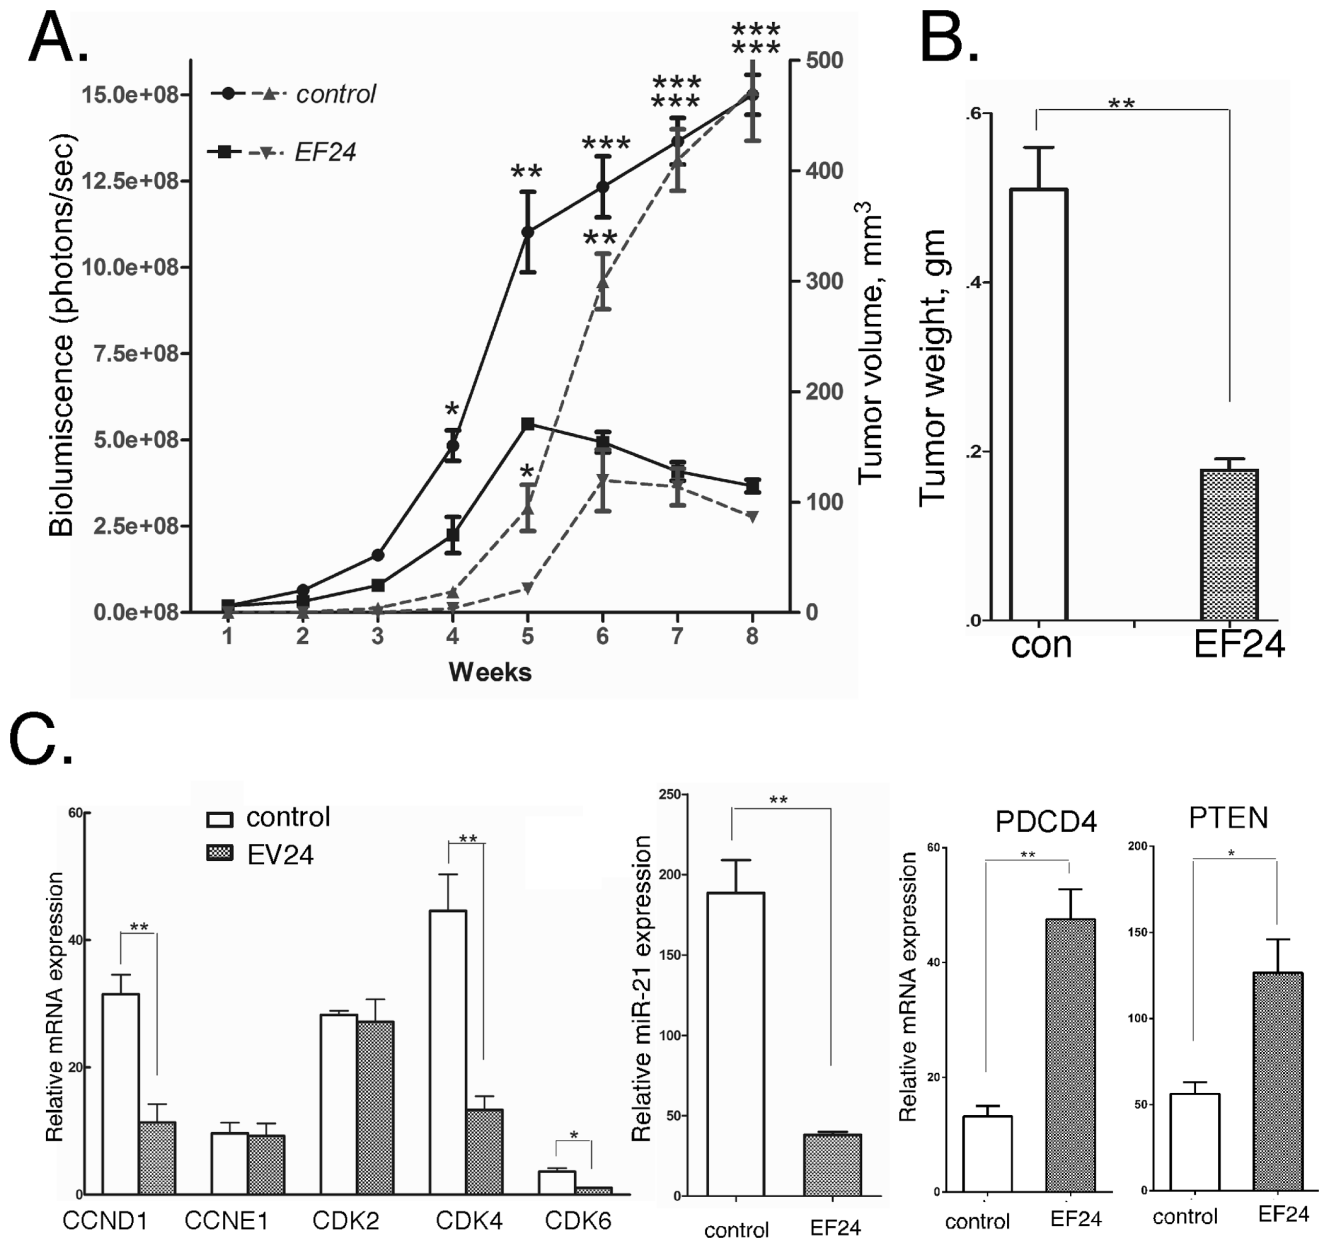 A.
15.0e+08
12.5e+08
10.0e+08
7.5e+08
5.0e+08
2.5e+08
0.0e+08
Biolumiscence (photons/sec)
control
EF24
*
**
***
***
***
***
***
*
**
500
400
300
200
100
0
Tumor volume, mm3
1 2 3 4 5 6 7 8
Weeks
B.
**
.6
.4
.2
.0
Tumor weight, gm
con EF24
C.
control
EV24
60
40
20
0
Relative mRNA expression
**
**
*
CCND1 CCNE1 CDK2 CDK4 CDK6
250
200
150
100
50
0
Relative miR-21 expression
**
control EF24
PDCD4
60
40
20
0
Relative mRNA expression
**
control EF24
PTEN
200
150
100
50
0
*
control EF24